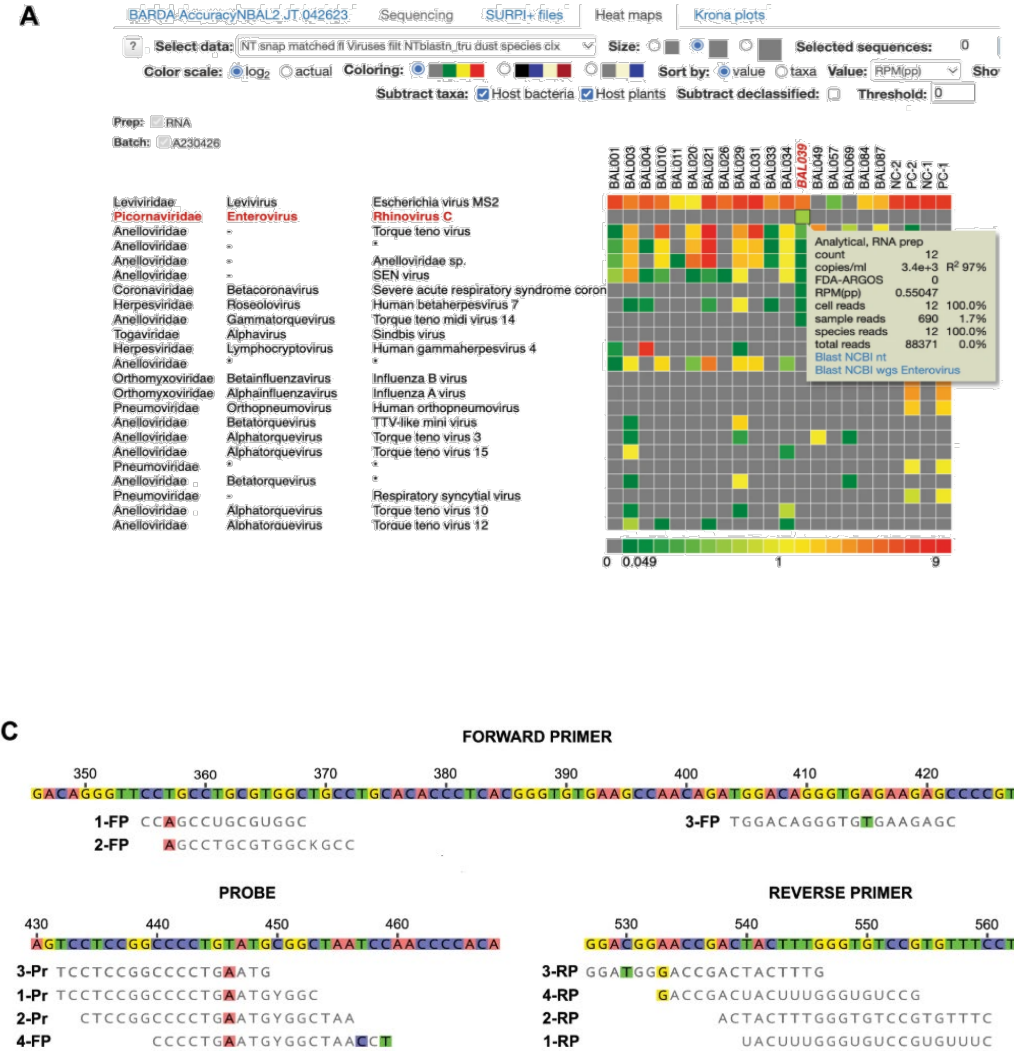 A
BARDA AccuracyNBAL2 JT 042623 Sequencing SURPI+ files Heat maps Krona plots
? Select data: NT snap matched fl Viruses filt NTblastn_tru dust species clx Size: Selected sequences: 0
Color scale: log2 actual Coloring: Sort by: value taxa Value: RPM(pp) Sho
Subtract taxa: Host bacteria Host plants Subtract declassified: Threshold: 0
Prep: RNA
Batch: A230426
BAL001 BAL003 BAL004 BAL010 BAL011 BAL020 BAL021 BAL026 BAL029 BAL031 BAL033 BAL034 BAL039 BAL049 BAL057 BAL069 BAL084 BAL087 NC-2 PC-2 NC-1 PC-1
Leviviridae Levivirus Escherichia virus MS2
Picornaviridae Enterovirus Rhinovirus C
Anelloviridae - Torque teno virus
Anelloviridae - *
Anelloviridae - Anelloviridae sp.
Anelloviridae - SEN virus
Coronaviridae Betacoronavirus Severe acute respiratory syndrome coron
Herpesviridae Roseolovirus Human betaherpesvirus 7
Anelloviridae Gammatorquevirus Torque teno midi virus 14
Togaviridae Alphavirus Sindbis virus
Herpesviridae Lymphocryptovirus Human gammaherpesvirus 4
Anelloviridae * *
Orthomyxoviridae Betainfluenzavirus Influenza B virus
Orthomyxoviridae Alphainfluenzavirus Influenza A virus
Pneumoviridae Orthopneumovirus Human orthopneumovirus
Anelloviridae Betatorquevirus TTV-like mini virus
Anelloviridae Alphatorquevirus Torque teno virus 3
Anelloviridae Alphatorquevirus Torque teno virus 15
Pneumoviridae * *
Anelloviridae Betatorquevirus *
Pneumoviridae - Respiratory syncytial virus
Anelloviridae Alphatorquevirus Torque teno virus 10
Anelloviridae Alphatorquevirus Torque teno virus 12
Analytical, RNA prep
count 12
copies/ml 3.4e+3 R² 97%
FDA-ARGOS 0
RPM(pp) 0.55047
cell reads 12 100.0%
sample reads 690 1.7%
species reads 12 100.0%
total reads 88371 0.0%
Blast NCBI nt
Blast NCBI wgs Enterovirus
0 0.049 1 9
C
FORWARD PRIMER
350 360 370 380 390 400 410 420
GACAGGGTTCCTGCCTGCGTGGCTGCCTGCACACCCTCACGGGTGTGAAGCCAACAGATGGACAGGGTGAGAAGAGCCCCGT
1-FP CCAGCCUGCGUGGC 3-FP TGGACAGGGTGTGAAGAGC
2-FP AGCCTGCGTGGCKGCC
PROBE
430 440 450 460
AGTCCTCCGGCCCCTGTATGCGGCTAATCCAACCCCACA
3-Pr TCCTCCGGCCCCTGAATG
1-Pr TCCTCCGGCCCCTGAATGYGGC
2-Pr CTCCGGCCCCTGAATGYGGCTAA
4-FP CCCCTGAATGYGGCTAACCT
REVERSE PRIMER
530 540 550 560
GGACGGAACCGACTACTTTGGGTGTCCGTGTTTCCT
3-RP GGATGGGACCGACTACTTTG
4-RP GACCGACUACUUUGGGUGUCCG
2-RP ACTACTTTGGGTGTCCGTGTTTC
1-RP UACUUUGGGUGUCCGUGUUUC